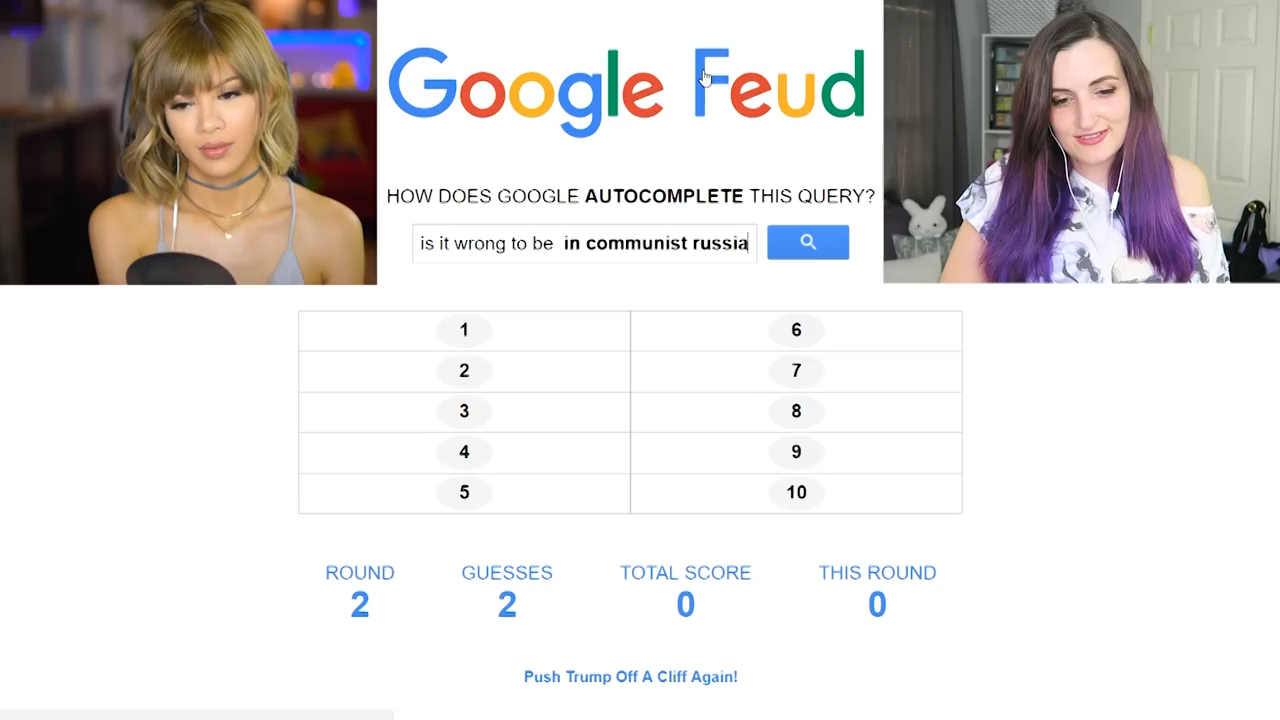 Google Feud
HOW DOES GOOGLE AUTOCOMPLETE THIS QUERY?
is it wrong to be in communist russia
1 6
2 7
3 8
4 9
5 10
ROUND GUESSES TOTAL SCORE THIS ROUND
2 2 0 0
Push Trump Off A Cliff Again!